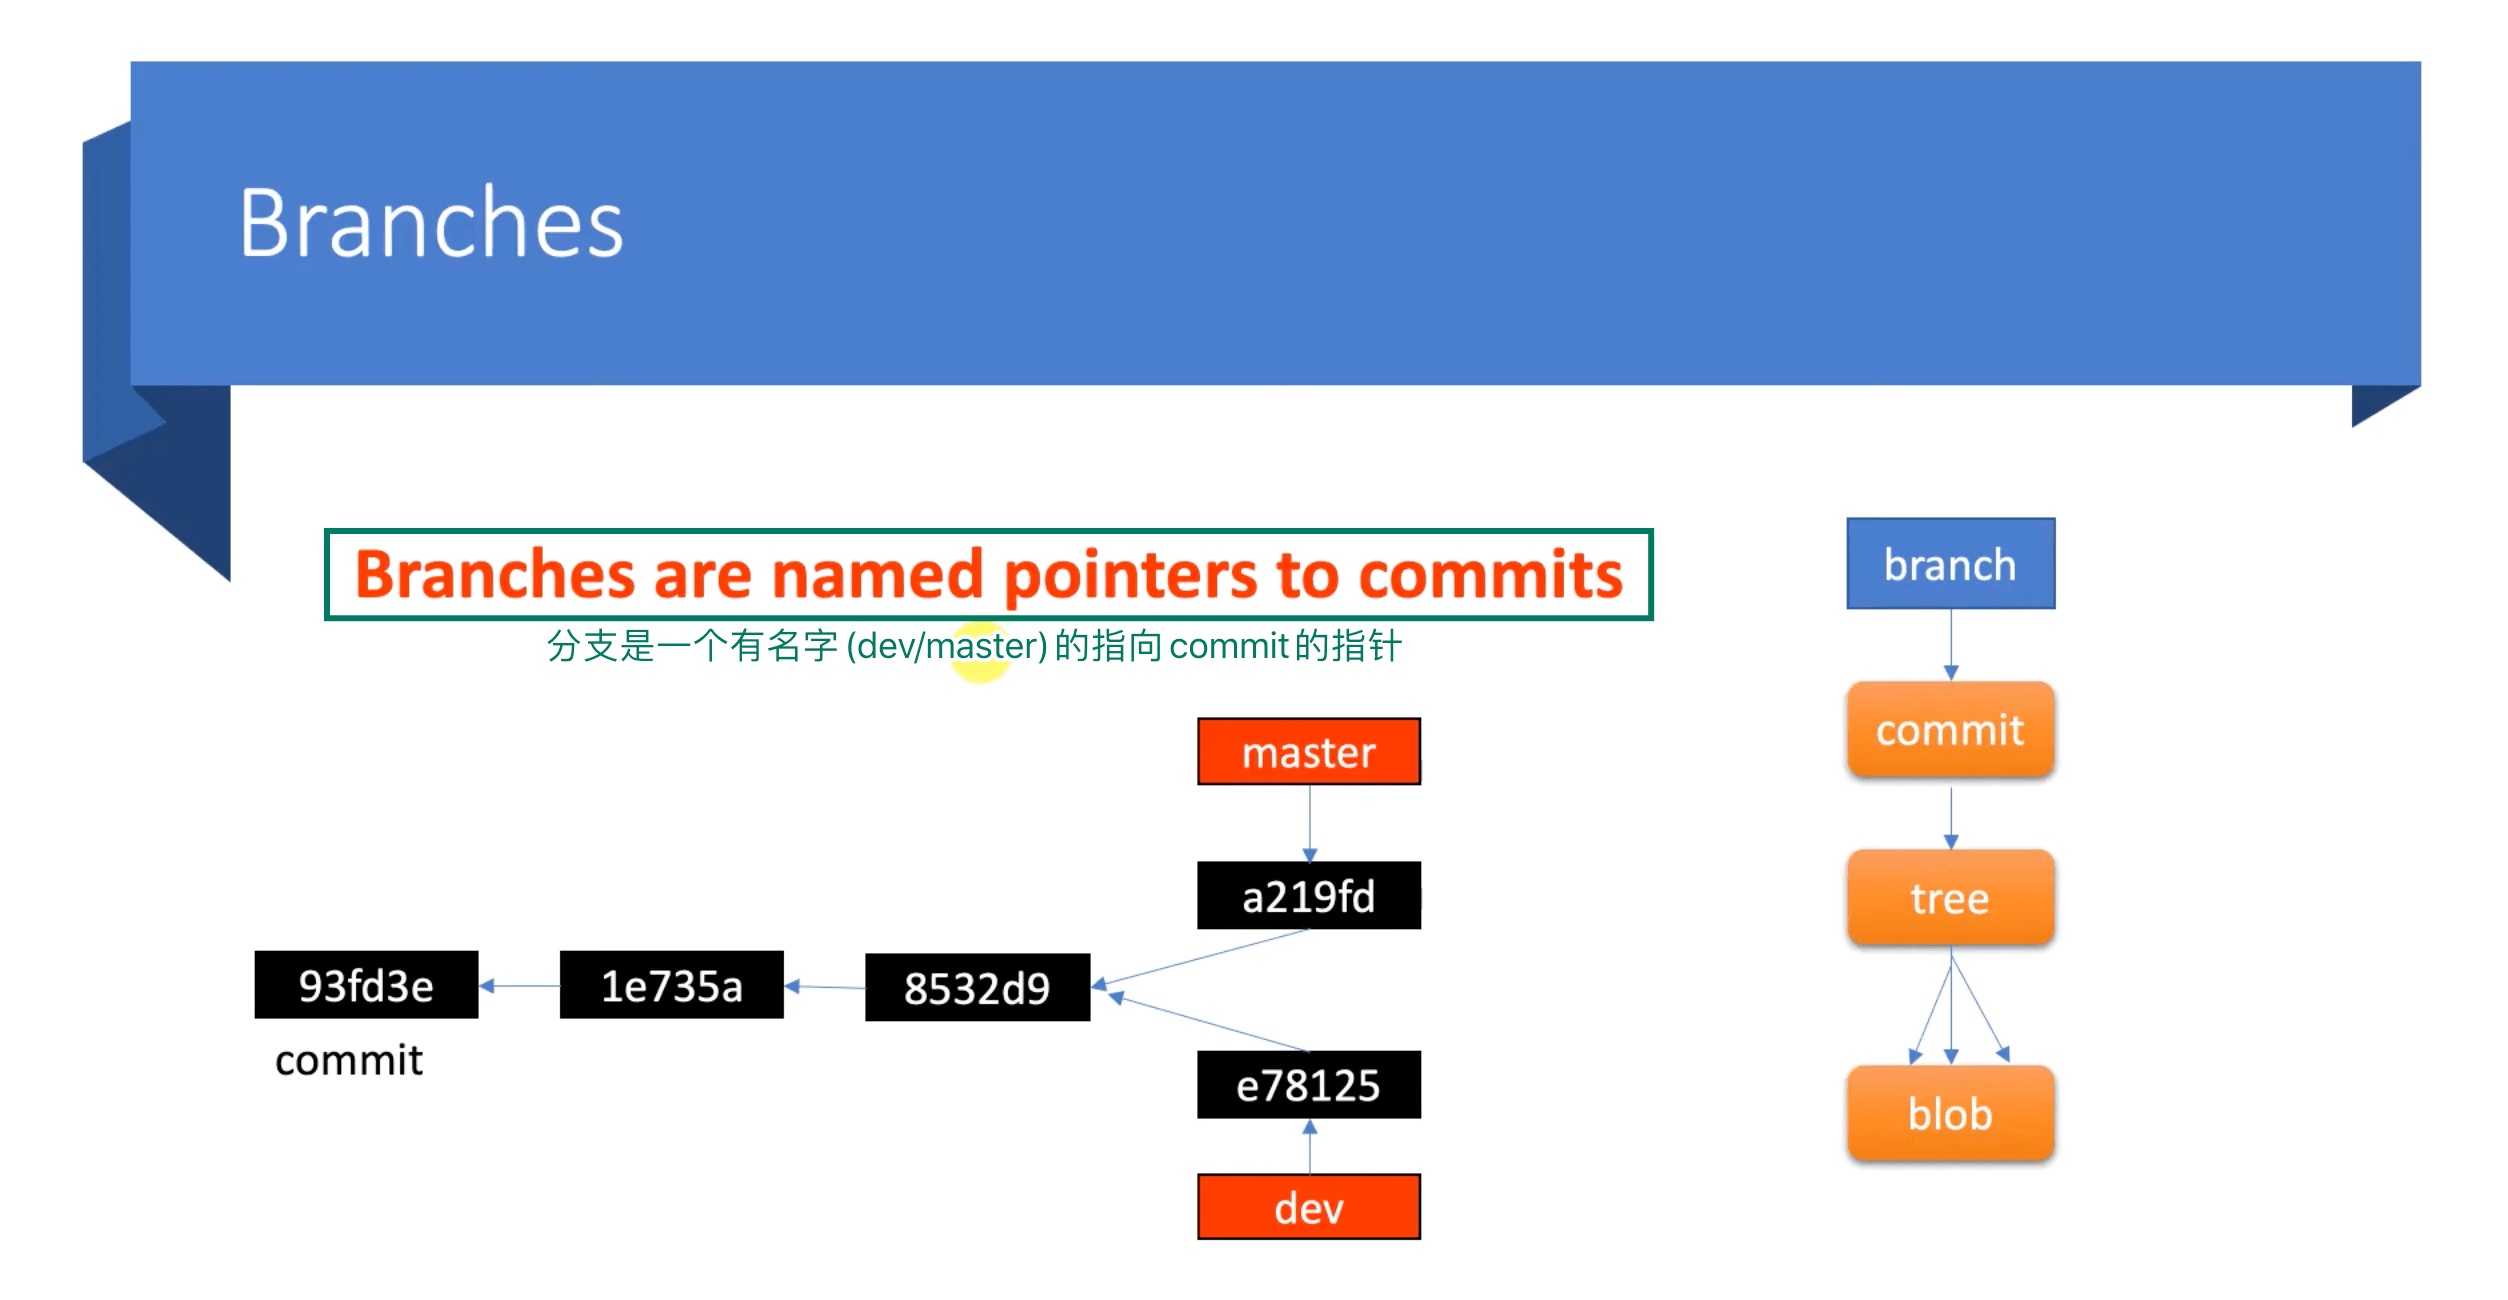 Branches
Branches are named pointers to commits
分支是一个有名字 (dev/master) 的指向 commit 的指针
master
a219fd
93fd3e
1e735a
8532d9
commit
e78125
dev
branch
commit
tree
blob